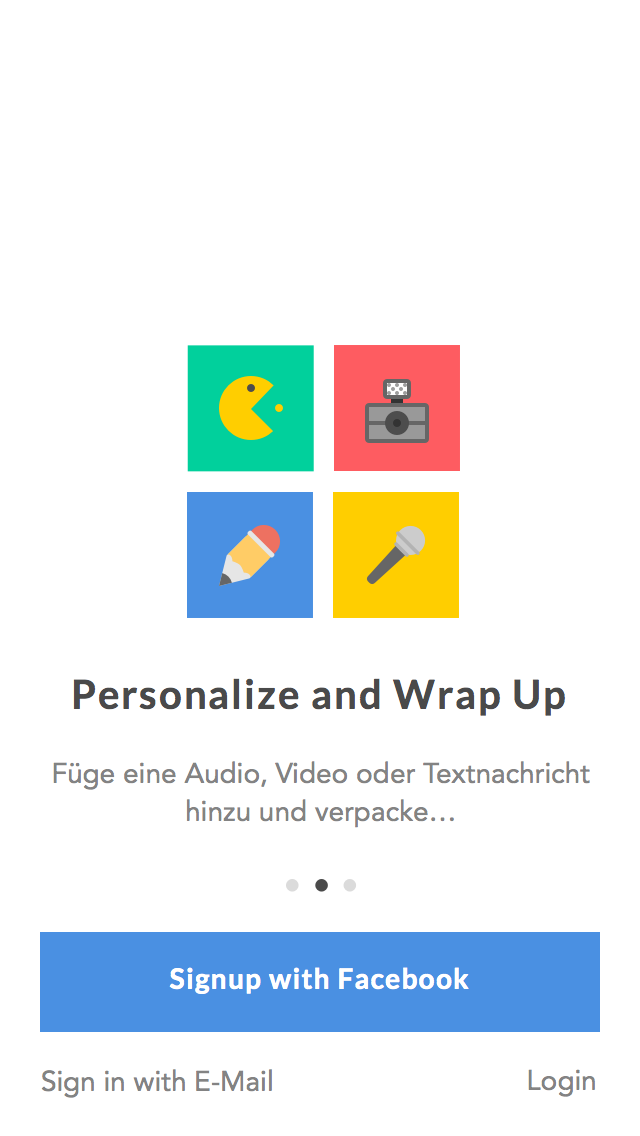 Personalize and Wrap Up
Füge eine Audio, Video oder Textnachricht
hinzu und verpacke...
Signup with Facebook
Sign in with E-Mail
Login